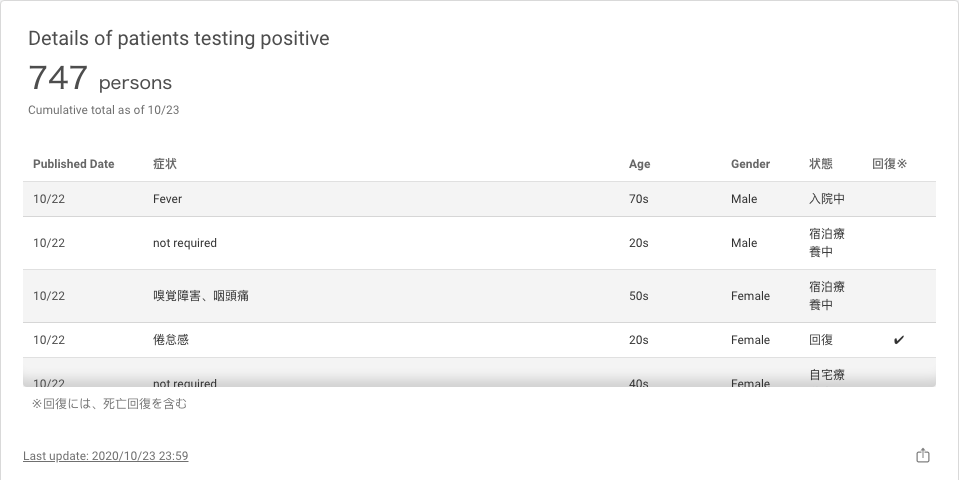 Details of patients testing positive
747 persons
Cumulative total as of 10/23
Published Date 症状 Age Gender 状態 回復※
10/22 Fever 70s Male 入院中
10/22 not required 20s Male 宿泊療
養中
10/22 嗅覚障害、咽頭痛 50s Female 宿泊療
養中
10/22 倦怠感 20s Female 回復 ✔
10/22 not required 40s Female 自宅療
※回復には、死亡回復を含む
Last update: 2020/10/23 23:59